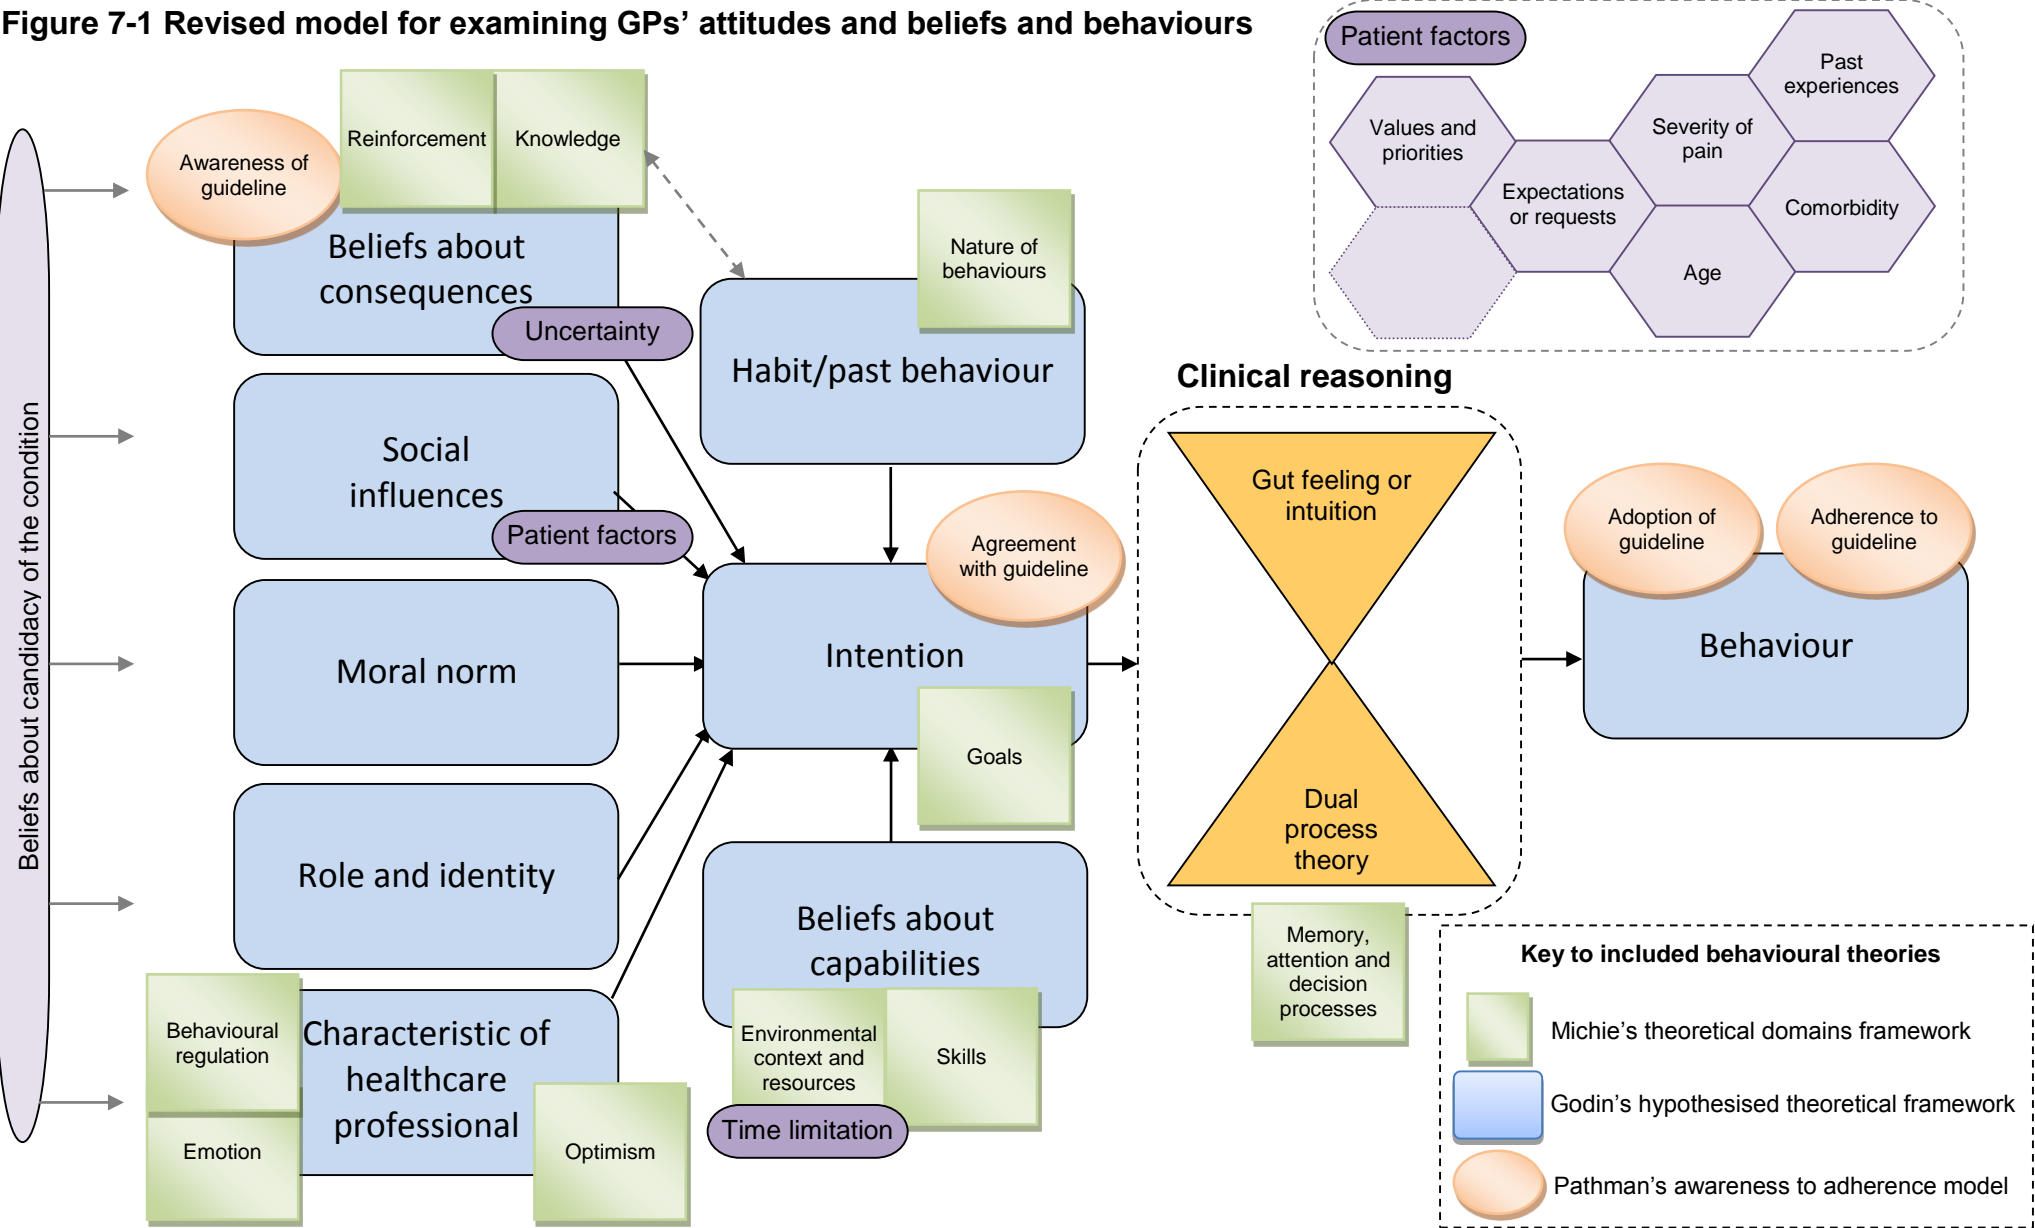 Figure 7-1 Revised model for examining GPs’ attitudes and beliefs and behaviours
Patient factors
Past
experiences
Values and
priorities
Severity of
pain
Expectations
or requests
Comorbidity
Age
Beliefs about candidacy of the condition
Awareness of
guideline
Reinforcement
Knowledge
Beliefs about
consequences
Uncertainty
Nature of
behaviours
Habit/past behaviour
Social
influences
Patient factors
Moral norm
Role and identity
Behavioural
regulation
Emotion
Characteristic of
healthcare
professional
Optimism
Agreement
with guideline
Intention
Goals
Beliefs about
capabilities
Environmental
context and
resources
Skills
Time limitation
Clinical reasoning
Gut feeling or
intuition
Dual
process
theory
Memory,
attention and
decision
processes
Adoption of
guideline
Adherence to
guideline
Behaviour
Key to included behavioural theories
Michie’s theoretical domains framework
Godin’s hypothesised theoretical framework
Pathman’s awareness to adherence model